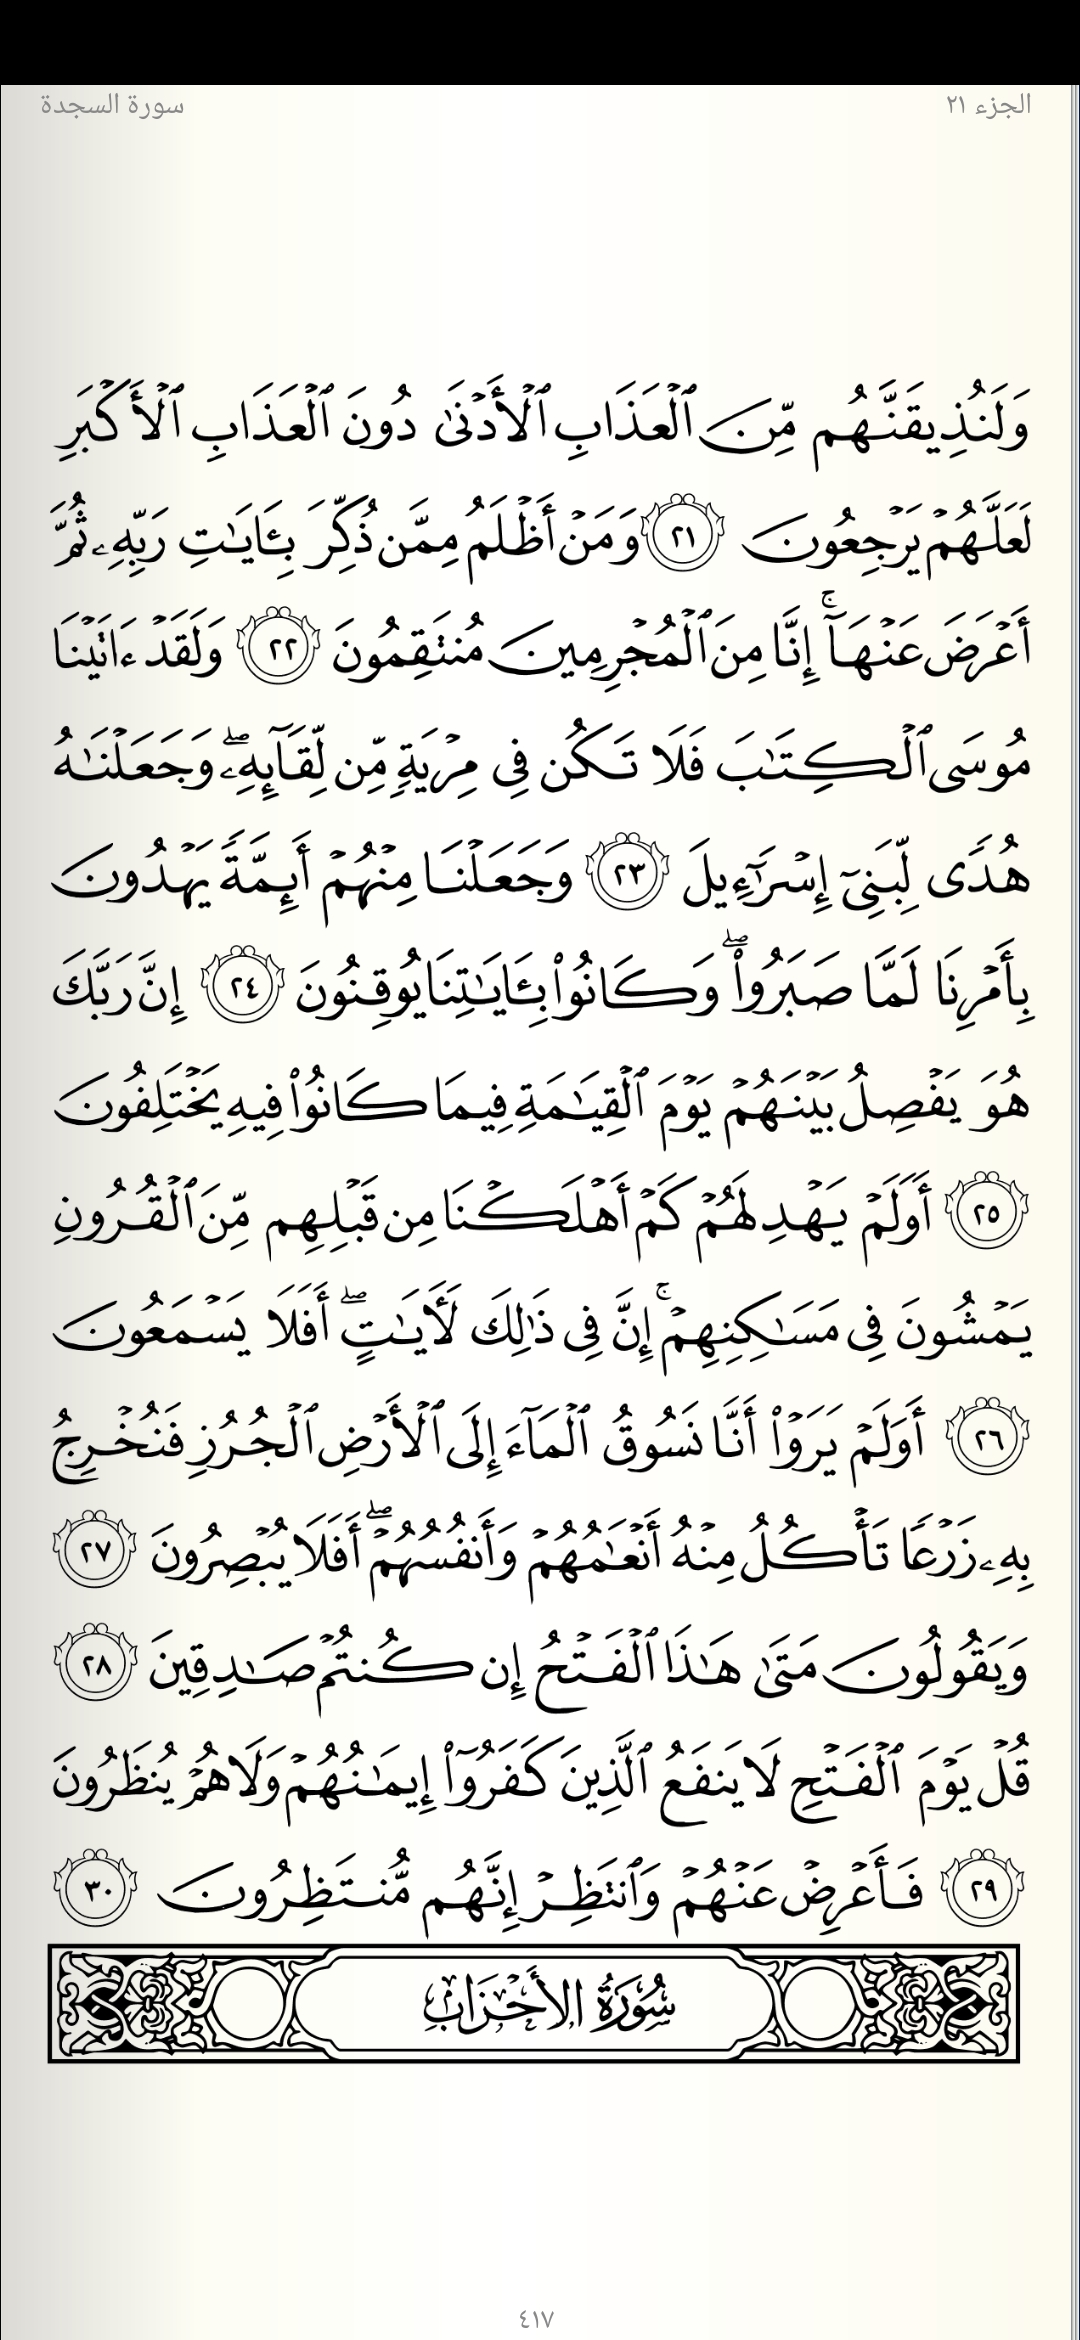 الجزء ٢١
سورة السجدة
وَلَنُذِيقَنَّهُم مِّنَ ٱلۡعَذَابِ ٱلۡأَدۡنَىٰ دُونَ ٱلۡعَذَابِ ٱلۡأَكۡبَرِ
لَعَلَّهُمۡ يَرۡجِعُونَ ٢١ وَمَنۡ أَظۡلَمُ مِمَّن ذُكِّرَ بِـَٔايَٰتِ رَبِّهِۦ ثُمَّ
أَعۡرَضَ عَنۡهَآۚ إِنَّا مِنَ ٱلۡمُجۡرِمِينَ مُنتَقِمُونَ ٢٢ وَلَقَدۡ ءَاتَيۡنَا
مُوسَى ٱلۡكِتَٰبَ فَلَا تَكُن فِي مِرۡيَةٖ مِّن لِّقَآئِهِۦۖ وَجَعَلۡنَٰهُ
هُدٗى لِّبَنِيٓ إِسۡرَٰٓءِيلَ ٢٣ وَجَعَلۡنَا مِنۡهُمۡ أَئِمَّةٗ يَهۡدُونَ
بِأَمۡرِنَا لَمَّا صَبَرُواْۖ وَكَانُواْ بِـَٔايَٰتِنَا يُوقِنُونَ ٢٤ إِنَّ رَبَّكَ
هُوَ يَفۡصِلُ بَيۡنَهُمۡ يَوۡمَ ٱلۡقِيَٰمَةِ فِيمَا كَانُواْ فِيهِ يَخۡتَلِفُونَ
٢٥ أَوَلَمۡ يَهۡدِ لَهُمۡ كَمۡ أَهۡلَكۡنَا مِن قَبۡلِهِم مِّنَ ٱلۡقُرُونِ
يَمۡشُونَ فِي مَسَٰكِنِهِمۡۚ إِنَّ فِي ذَٰلِكَ لَأٓيَٰتٍۖ أَفَلَا يَسۡمَعُونَ
٢٦ أَوَلَمۡ يَرَوۡاْ أَنَّا نَسُوقُ ٱلۡمَآءَ إِلَى ٱلۡأَرۡضِ ٱلۡجُرُزِ فَنُخۡرِجُ
بِهِۦ زَرۡعٗا تَأۡكُلُ مِنۡهُ أَنۡعَٰمُهُمۡ وَأَنفُسُهُمۡۖ أَفَلَا يُبۡصِرُونَ ٢٧
وَيَقُولُونَ مَتَىٰ هَٰذَا ٱلۡفَتۡحُ إِن كُنتُمۡ صَٰدِقِينَ ٢٨
قُلۡ يَوۡمَ ٱلۡفَتۡحِ لَا يَنفَعُ ٱلَّذِينَ كَفَرُوٓاْ إِيمَٰنُهُمۡ وَلَا هُمۡ يُنظَرُونَ
٢٩ فَأَعۡرِضۡ عَنۡهُمۡ وَٱنتَظِرۡ إِنَّهُم مُّنتَظِرُونَ ٣٠
سُورَةُ الأَحۡزَابِ
٤١٧